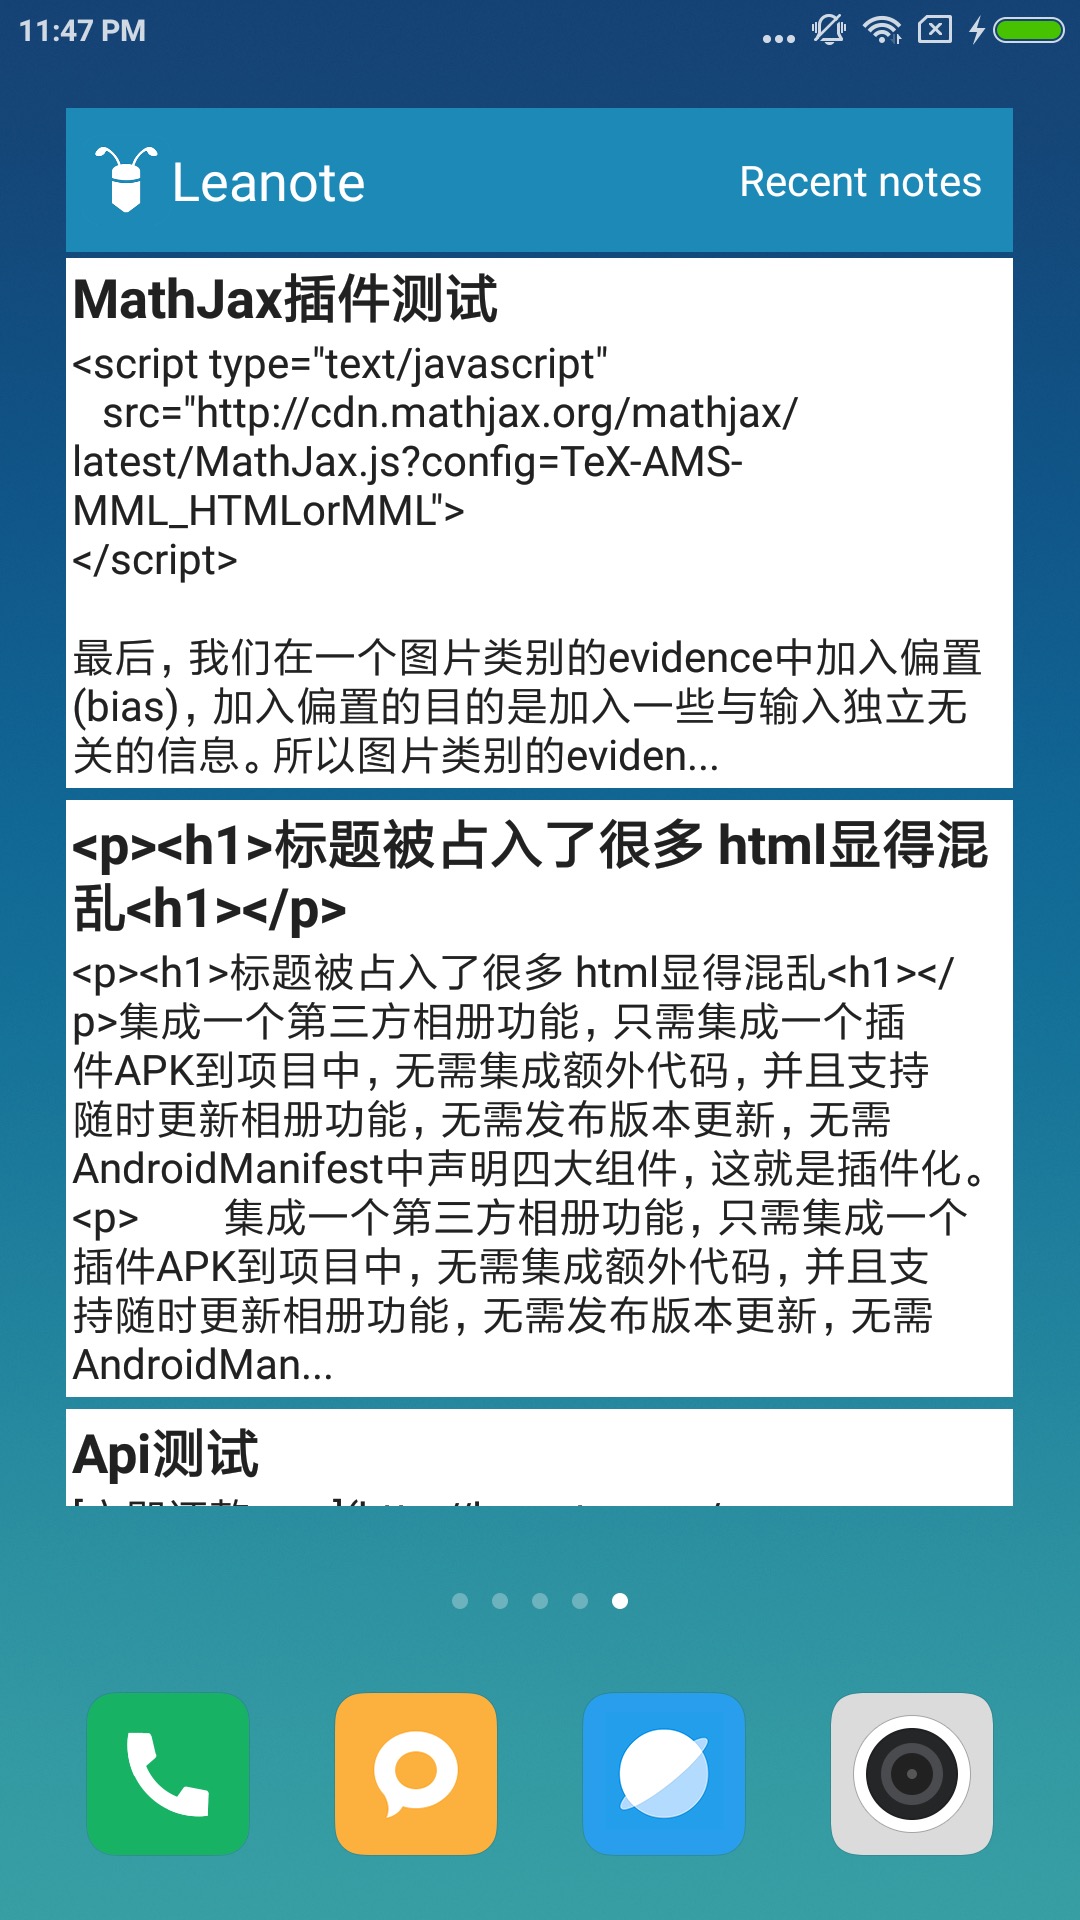 11:47 PM
Leanote
Recent notes
MathJax插件测试
<script type="text/javascript"
src="http://cdn.mathjax.org/mathjax/
latest/MathJax.js?config=TeX-AMS-
MML_HTMLorMML">
</script>
最后，我们在一个图片类别的evidence中加入偏置
(bias)，加入偏置的目的是加入一些与输入独立无
关的信息。所以图片类别的eviden...
<p><h1>标题被占入了很多 html显得混
乱<h1></p>
<p><h1>标题被占入了很多 html显得混乱<h1></
p>集成一个第三方相册功能，只需集成一个插
件APK到项目中，无需集成额外代码，并且支持
随时更新相册功能，无需发布版本更新，无需
AndroidManifest中声明四大组件，这就是插件化。
<p>        集成一个第三方相册功能，只需集成一个
插件APK到项目中，无需集成额外代码，并且支
持随时更新相册功能，无需发布版本更新，无需
AndroidMan...
Api测试